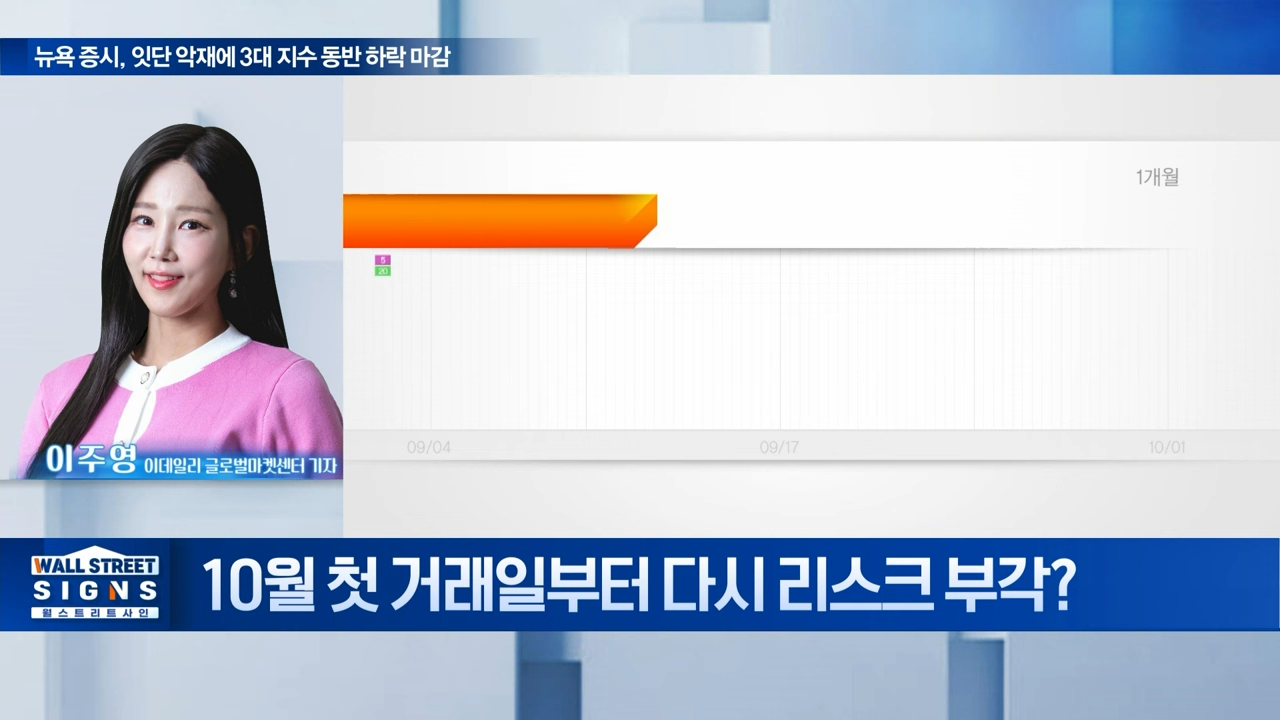 뉴욕 증시, 잇단 악재에 3대 지수 동반 하락 마감
1개월
5
20
09/04
09/17
10/01
이주영 이데일리 글로벌마켓센터 기자
WALL STREET
SIGNS
월스트리트사인
10월 첫 거래일부터 다시 리스크 부각?